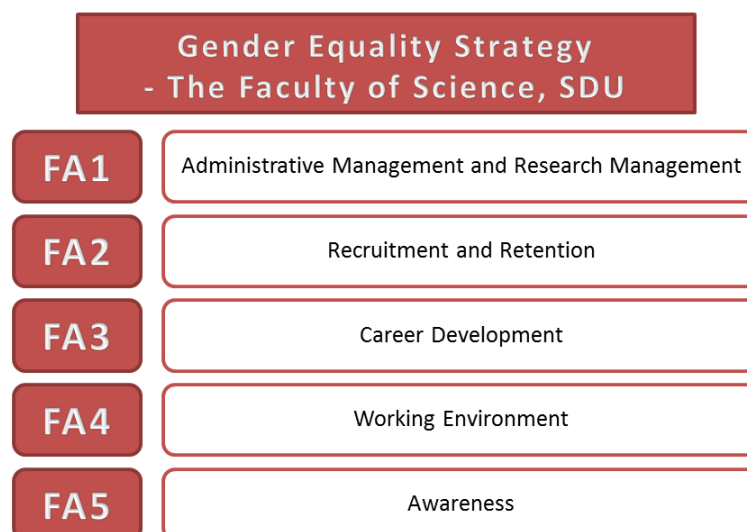 Gender Equality Strategy
- The Faculty of Science, SDU
FA1
Administrative Management and Research Management
FA2
Recruitment and Retention
FA3
Career Development
FA4
Working Environment
FA5
Awareness